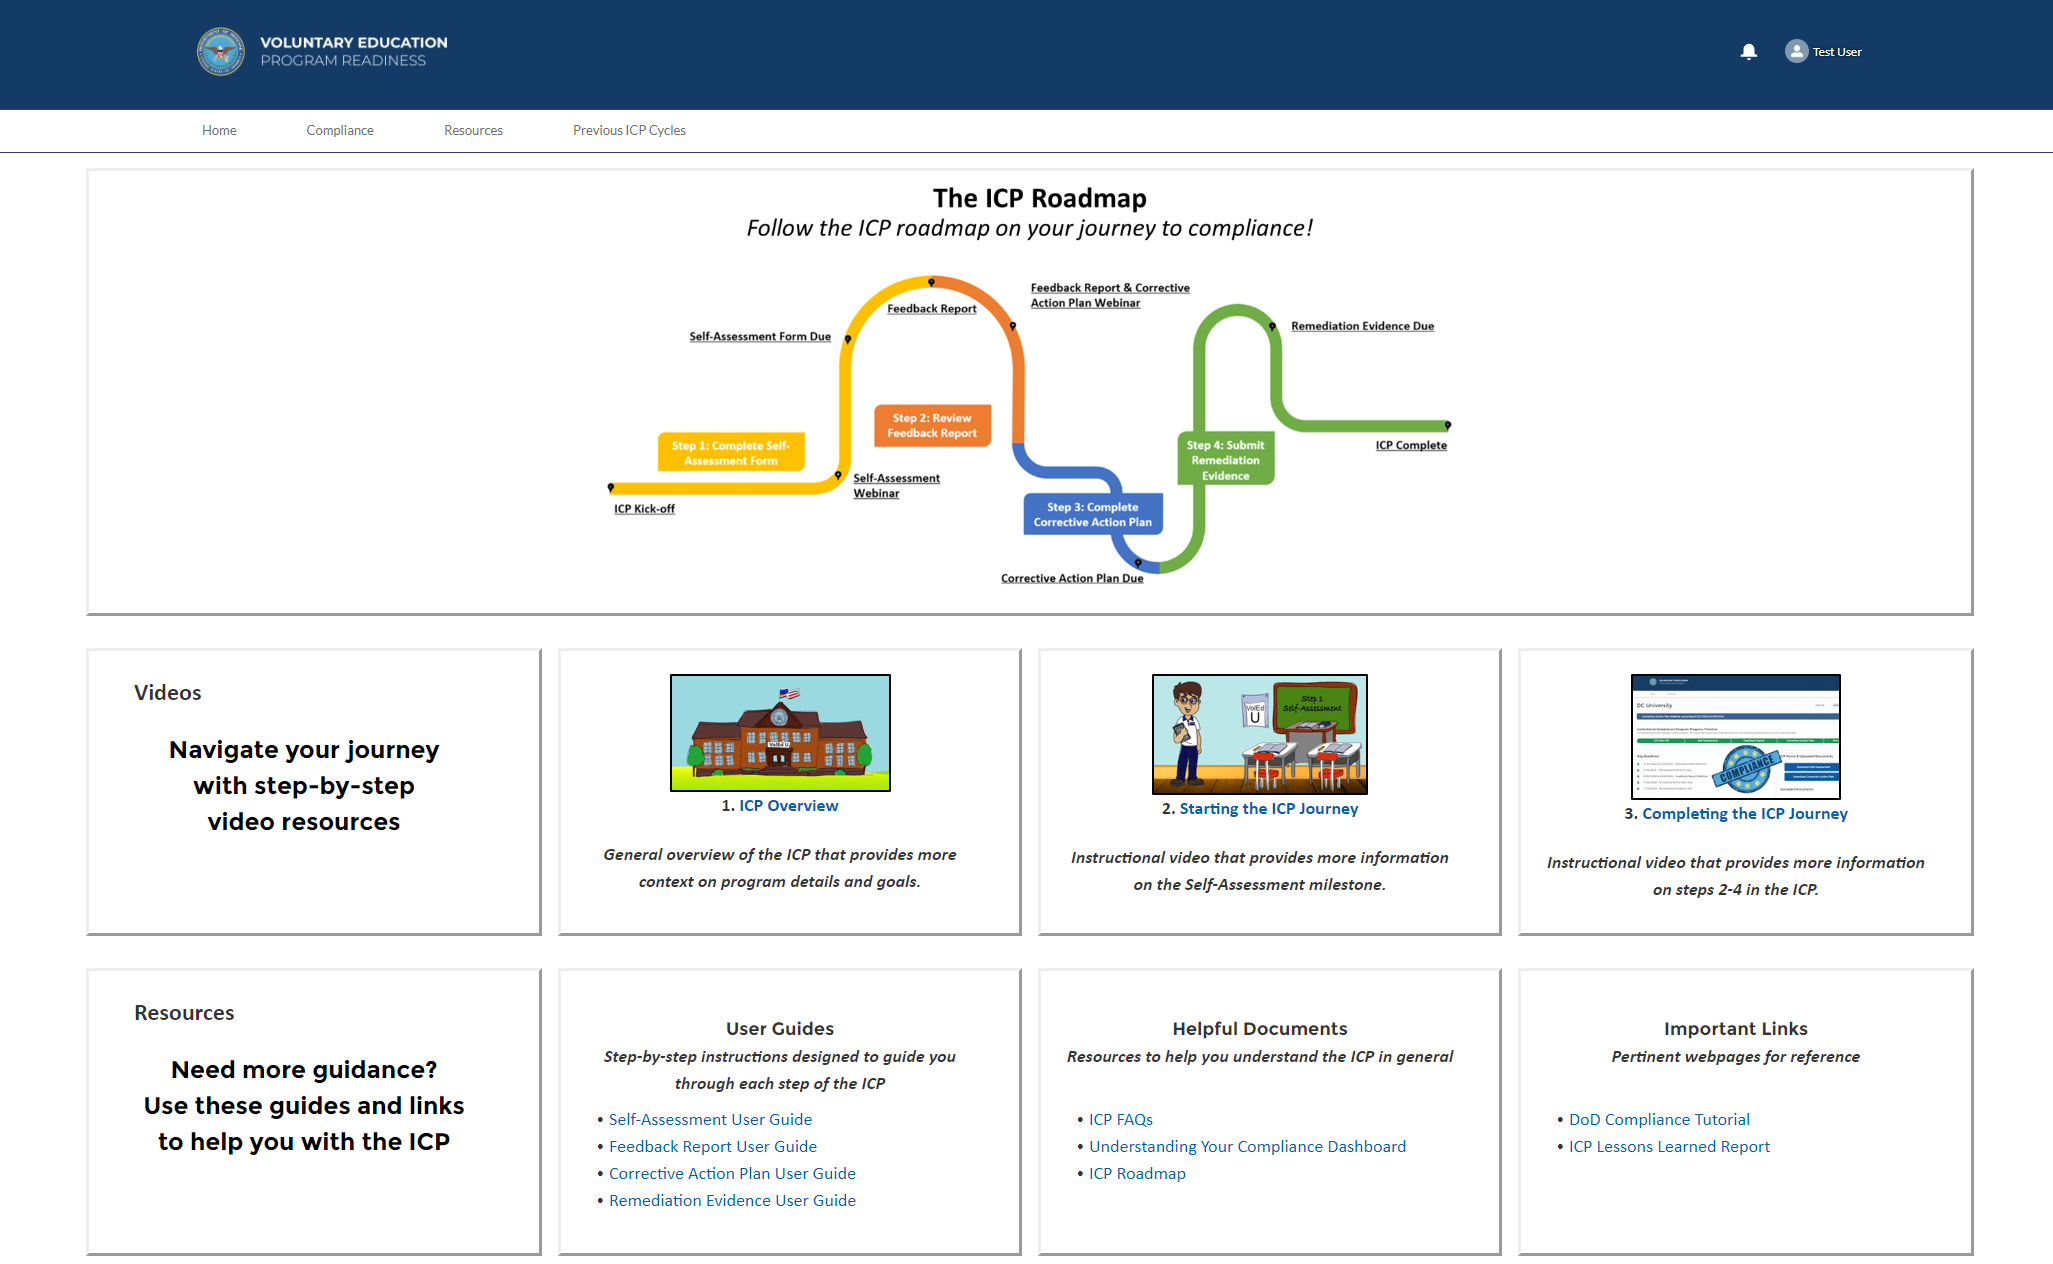 VOLUNTARY EDUCATION
PROGRAM READINESS
Test User
Home
Compliance
Resources
Previous ICP Cycles
The ICP Roadmap
Follow the ICP roadmap on your journey to compliance!
Feedback Report & Corrective
Action Plan Webinar
Feedback Report
Self-Assessment Form Due
Remediation Evidence Due
Step 2: Review
Feedback Report
Step 1: Complete Self-
Assessment Form
Step 4: Submit
Remediation
Evidence
ICP Complete
Self-Assessment
Webinar
ICP Kick-off
Step 3: Complete
Corrective Action Plan
Corrective Action Plan Due
Videos
Navigate your journey
with step-by-step
video resources
VolEd U
1. ICP Overview
General overview of the ICP that provides more
context on program details and goals.
VolEd
U
Step 1
Self-Assessment
2. Starting the ICP Journey
Instructional video that provides more information
on the Self-Assessment milestone.
DC University
COMPLIANCE
3. Completing the ICP Journey
Instructional video that provides more information
on steps 2-4 in the ICP.
Resources
Need more guidance?
Use these guides and links
to help you with the ICP
User Guides
Step-by-step instructions designed to guide you
through each step of the ICP
• Self-Assessment User Guide
• Feedback Report User Guide
• Corrective Action Plan User Guide
• Remediation Evidence User Guide
Helpful Documents
Resources to help you understand the ICP in general
• ICP FAQs
• Understanding Your Compliance Dashboard
• ICP Roadmap
Important Links
Pertinent webpages for reference
• DoD Compliance Tutorial
• ICP Lessons Learned Report